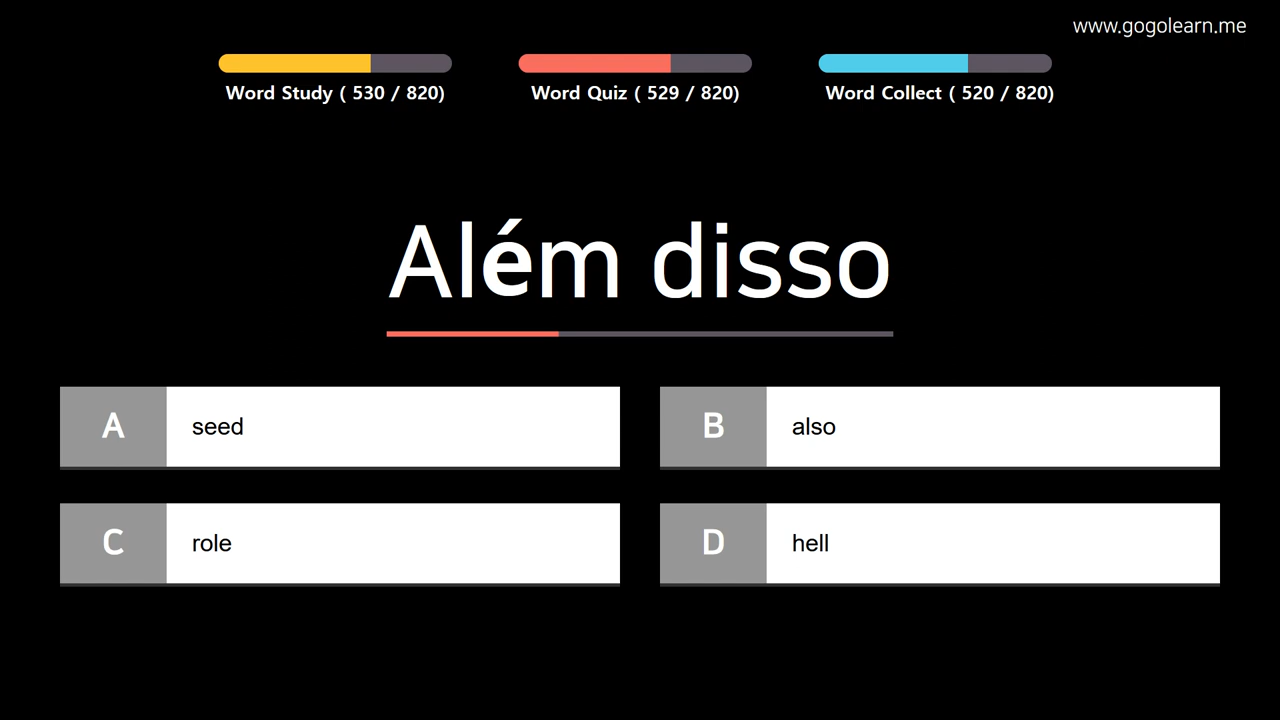 www.gogolearn.me
Word Study ( 530 / 820)
Word Quiz ( 529 / 820)
Word Collect ( 520 / 820)
Além disso
A seed
B also
C role
D hell